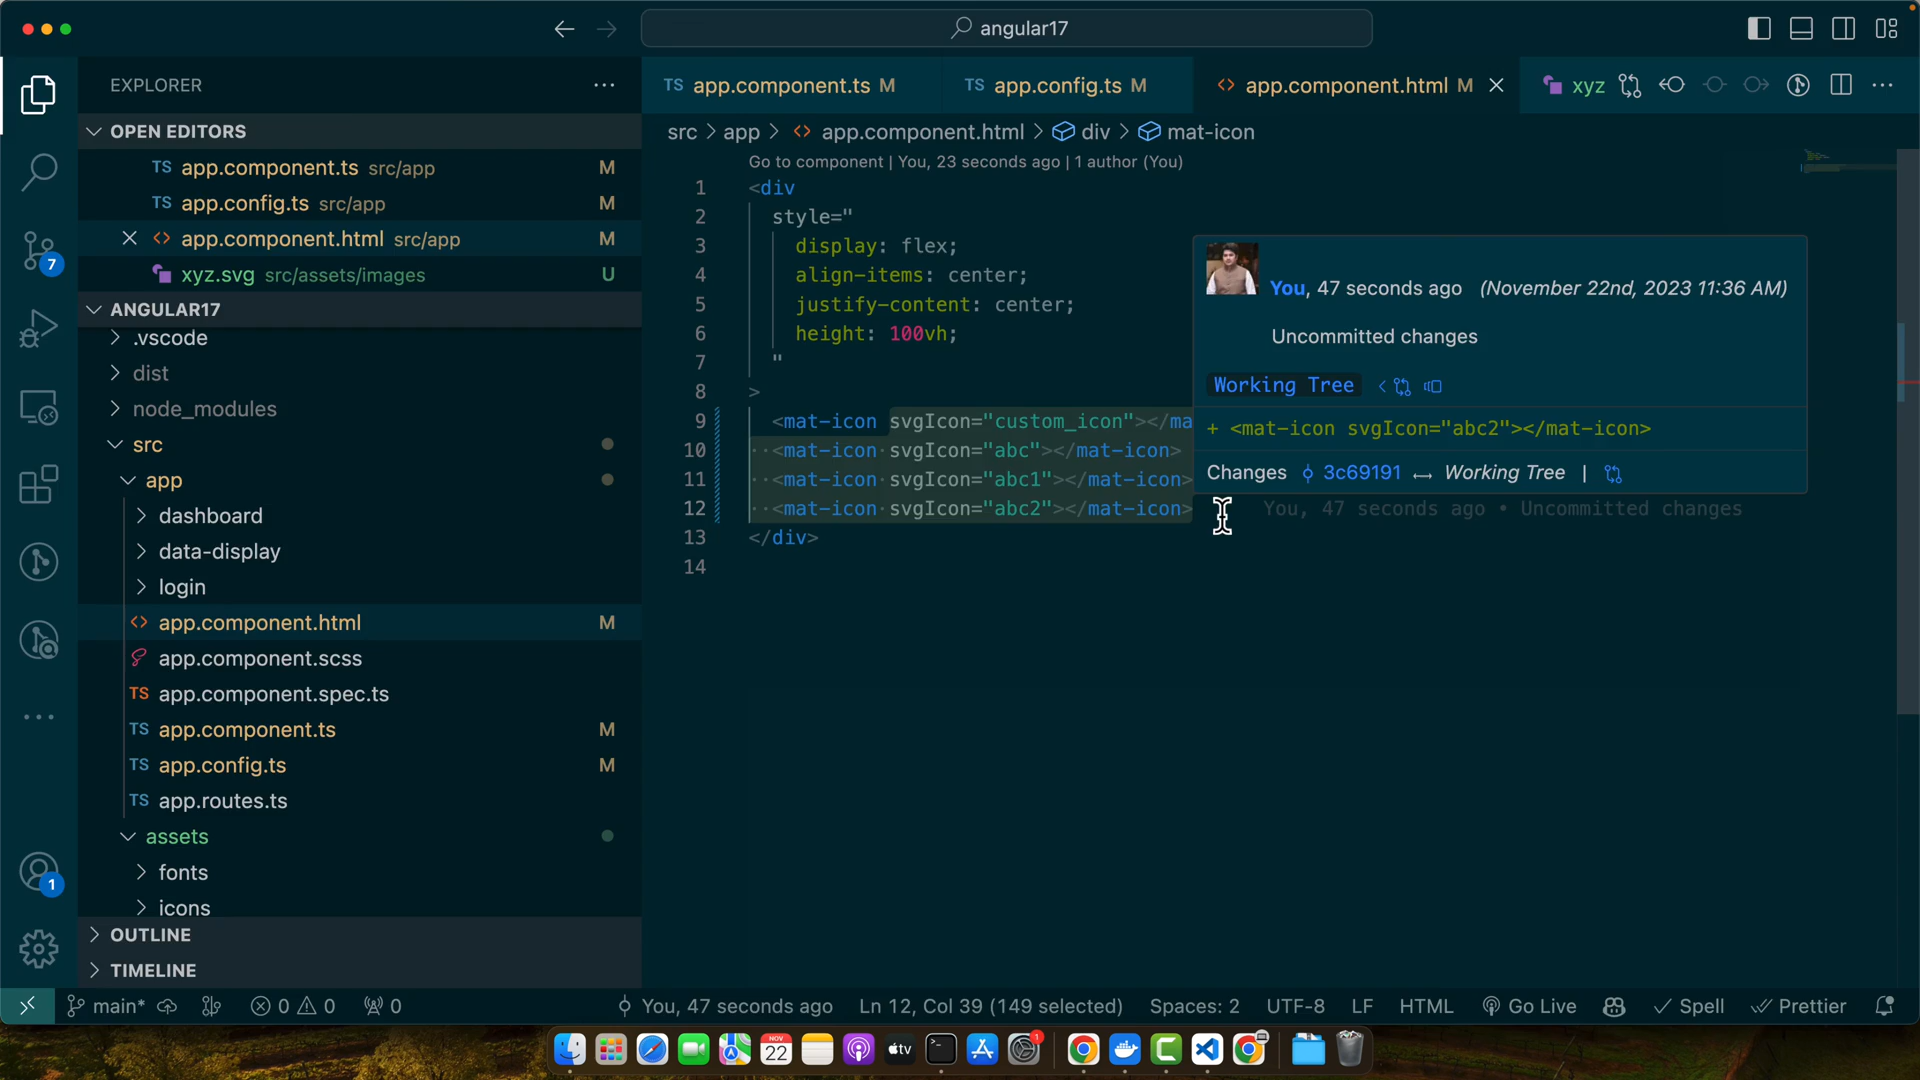 angular17
EXPLORER
OPEN EDITORS
TS app.component.ts src/app M
TS app.config.ts src/app M
app.component.html src/app M
xyz.svg src/assets/images U
ANGULAR17
.vscode
dist
node_modules
src
app
dashboard
data-display
login
app.component.html M
app.component.scss
TS app.component.spec.ts
TS app.component.ts M
TS app.config.ts M
TS app.routes.ts
assets
fonts
icons
OUTLINE
TIMELINE
7
1
TS app.component.ts M
TS app.config.ts M
<> app.component.html M
xyz
src > app > <> app.component.html > div > mat-icon
Go to component | You, 23 seconds ago | 1 author (You)
1 <div
2 style="
3 display: flex;
4 align-items: center;
5 justify-content: center;
6 height: 100vh;
7 "
8 >
9 <mat-icon svgIcon="custom_icon"></ma
10 <mat-icon svgIcon="abc"></mat-icon>
11 <mat-icon svgIcon="abc1"></mat-icon>
12 <mat-icon svgIcon="abc2"></mat-icon> You, 47 seconds ago • Uncommitted changes
13 </div>
14
You, 47 seconds ago (November 22nd, 2023 11:36 AM)
Uncommitted changes
Working Tree
+ <mat-icon svgIcon="abc2"></mat-icon>
Changes 3c69191 ↔ Working Tree |
main* 0 0 0 You, 47 seconds ago Ln 12, Col 39 (149 selected) Spaces: 2 UTF-8 LF HTML Go Live Spell Prettier
NOV
22
tv
1